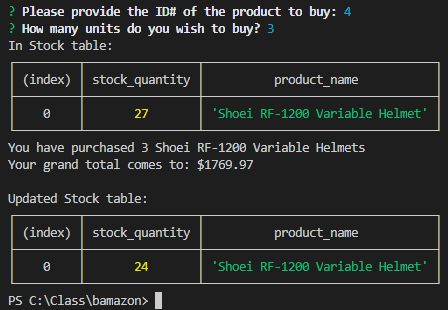 ? Please provide the ID# of the product to buy: 4
? How many units do you wish to buy? 3
In Stock table:
(index) stock_quantity product_name
0 27 'Shoei RF-1200 Variable Helmet'
You have purchased 3 Shoei RF-1200 Variable Helmets
Your grand total comes to: $1769.97
Updated Stock table:
(index) stock_quantity product_name
0 24 'Shoei RF-1200 Variable Helmet'
PS C:\Class\bamazon>